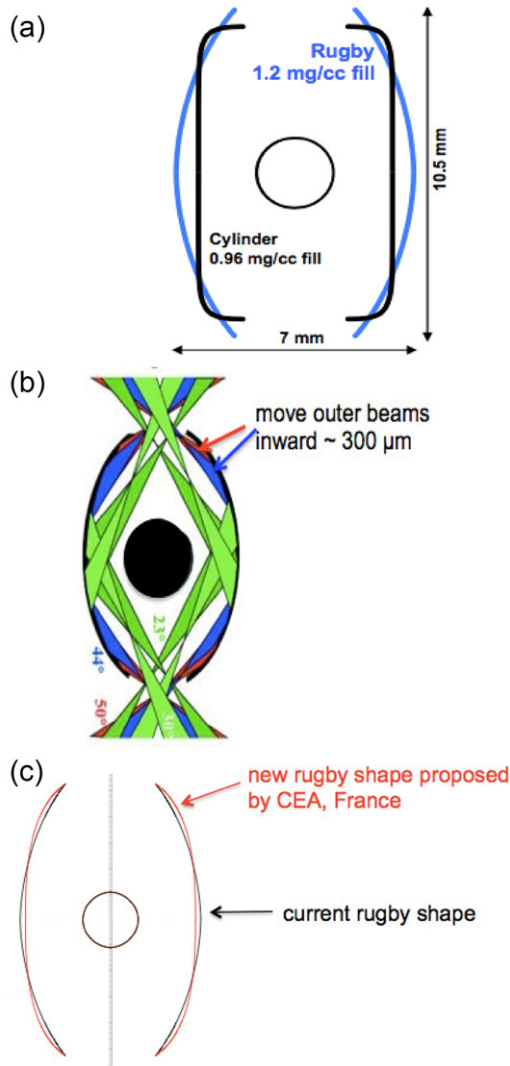 (a)
Rugby
1.2 mg/cc fill
10.5 mm
Cylinder
0.96 mg/cc fill
7 mm
(b)
move outer beams
inward ~ 300 µm
23°
44°
50°
(c)
new rugby shape proposed
by CEA, France
current rugby shape